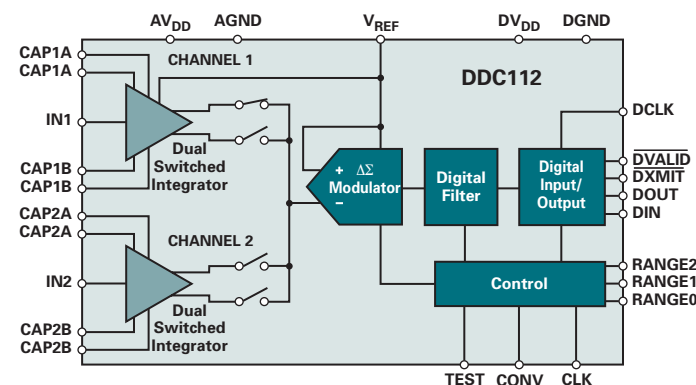 AVDD AGND VREF DVDD DGND
CAP1A
CAP1A
CHANNEL 1
DDC112
IN1
DCLK
Dual
Switched
Integrator
CAP1B
CAP1B
+ ΔΣ
Modulator
–
Digital
Filter
Digital
Input/
Output
DVALID
DXMIT
DOUT
DIN
CAP2A
CAP2A
CHANNEL 2
IN2
Dual
Switched
Integrator
CAP2B
CAP2B
Control
RANGE2
RANGE1
RANGE0
TEST CONV CLK